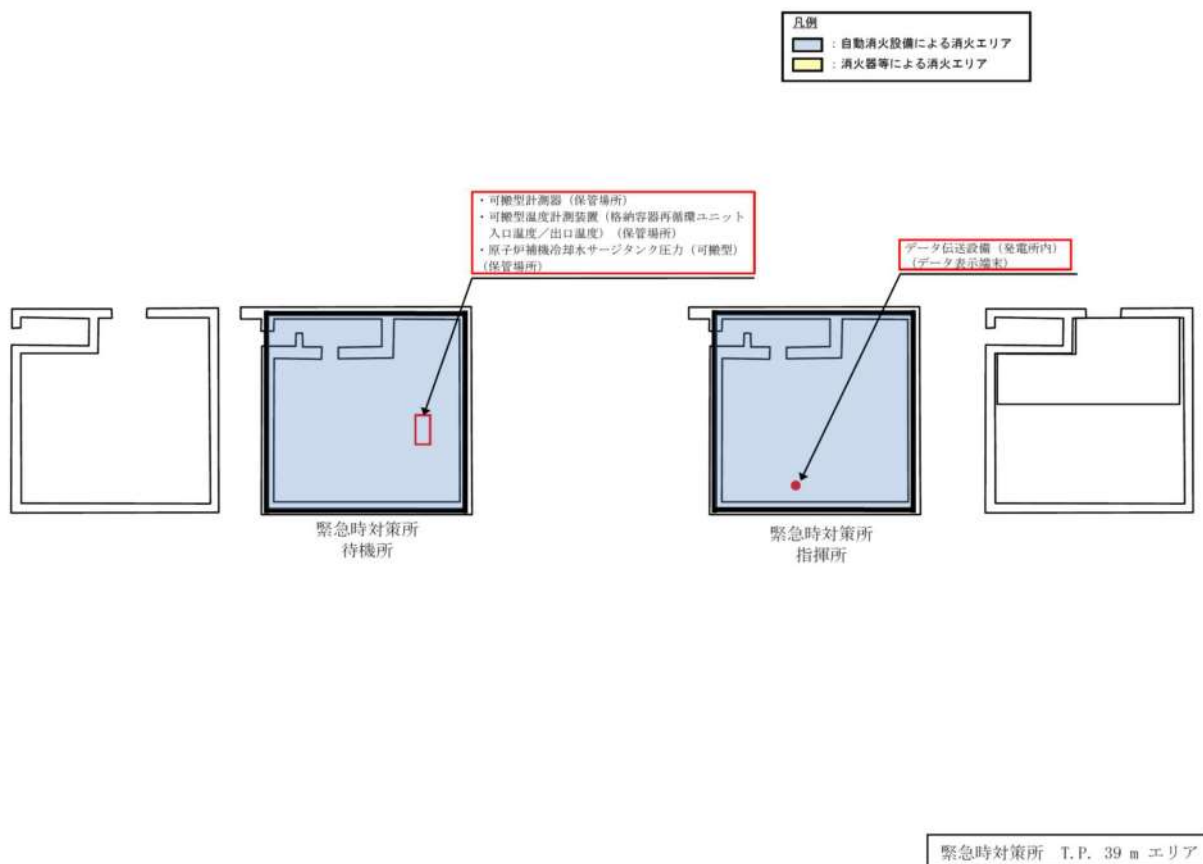 凡例
：自動消火設備による消火エリア
：消火器等による消火エリア
・可搬型計測器（保管場所）
・可搬型温度計測装置（格納容器再循環ユニット
入口温度／出口温度）（保管場所）
・原子炉補機冷却水サージタンク圧力（可搬型）
（保管場所）
データ伝送設備（発電所内）
（データ表示端末）
緊急時対策所
待機所
緊急時対策所
指揮所
緊急時対策所 T.P. 39 m エリア